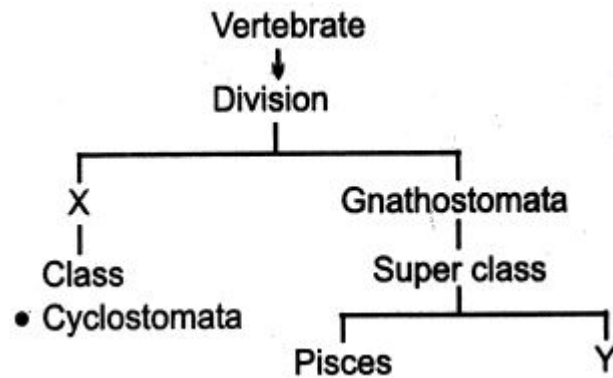 Vertebrate
Division
X Gnathostomata
Class Super class
• Cyclostomata
Pisces Y